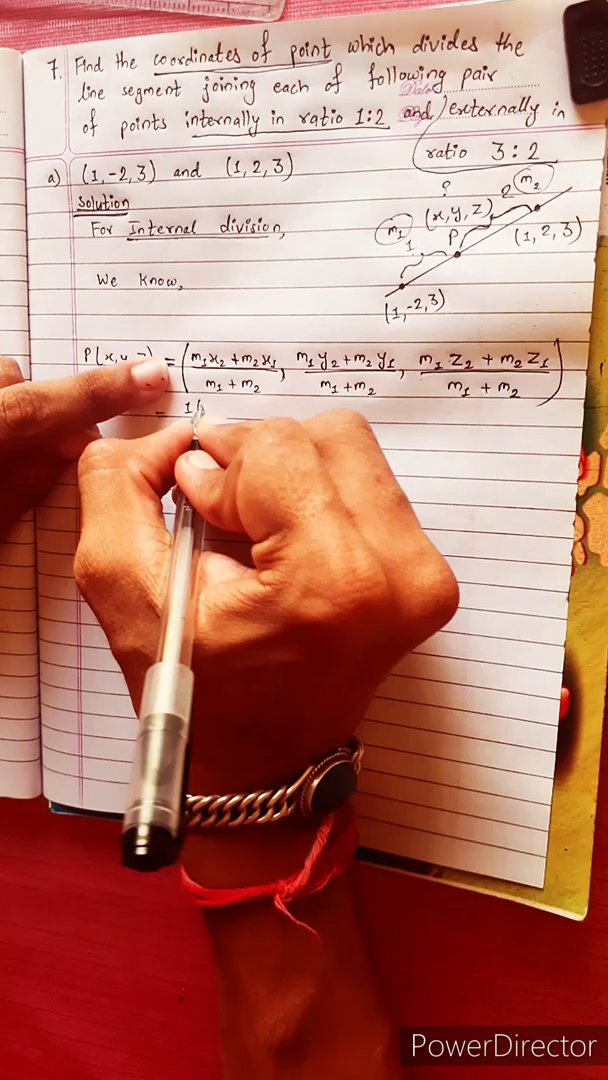 7. Find the coordinates of point which divides the
line segment joining each of following pair
Date
of points internally in ratio 1:2 and externally in
ratio 3:2
a) (1,-2,3) and (1,2,3)
Solution
For Internal division,
?
2 m₂
m₁ (x,y,z)
1 P (1,2,3)
(1,-2,3)
We know,
P(x,y,z) = (m₁x₂+m₂x₁/m₁+m₂, m₁y₂+m₂y₁/m₁+m₂, m₁z₂+m₂z₁/m₁+m₂)
= 1(
PowerDirector